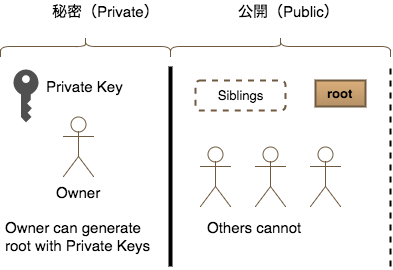 秘密（Private）
公開（Public）
Private Key
Siblings
root
Owner
Owner can generate
root with Private Keys
Others cannot